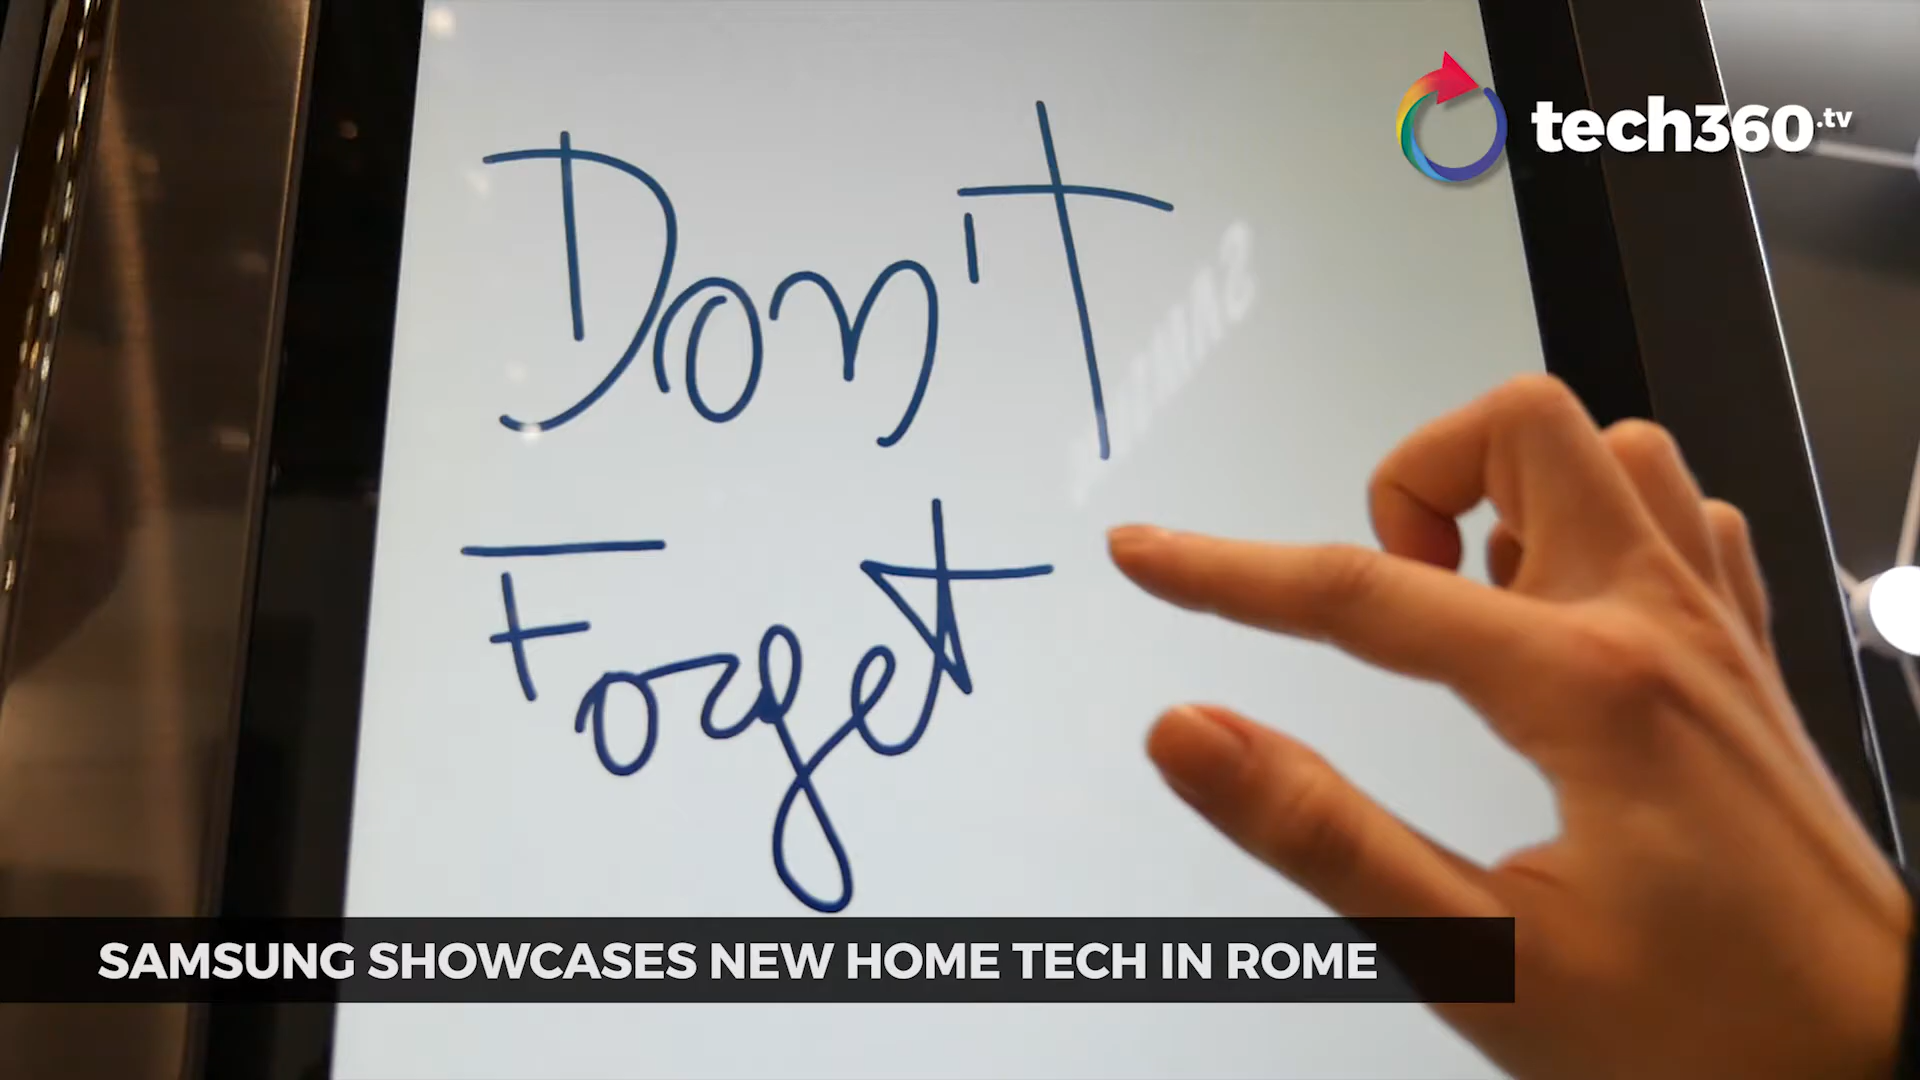 tech360.tv
Don't
Forget
SAMSUNG SHOWCASES NEW HOME TECH IN ROME